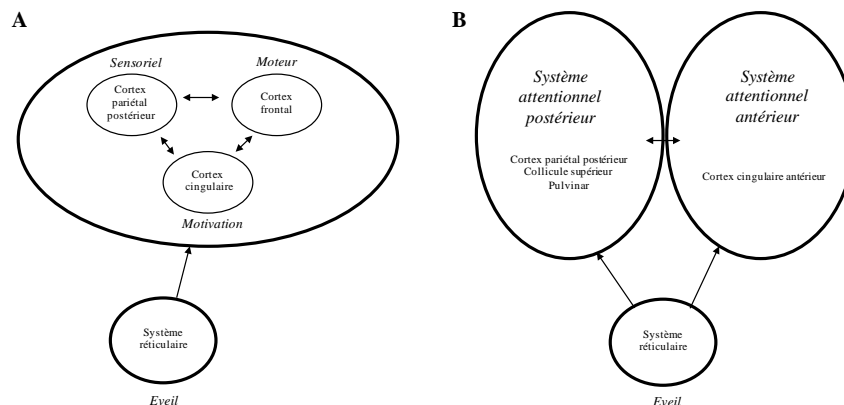 A
Sensoriel
Moteur
Cortex
pariétal
postérieur
Cortex
frontal
Cortex
cingulaire
Motivation
Système
réticulaire
Eveil
B
Système
attentionnel
postérieur
Système
attentionnel
antérieur
Cortex pariétal postérieur
Collicule supérieur
Pulvinar
Cortex cingulaire antérieur
Système
réticulaire
Eveil